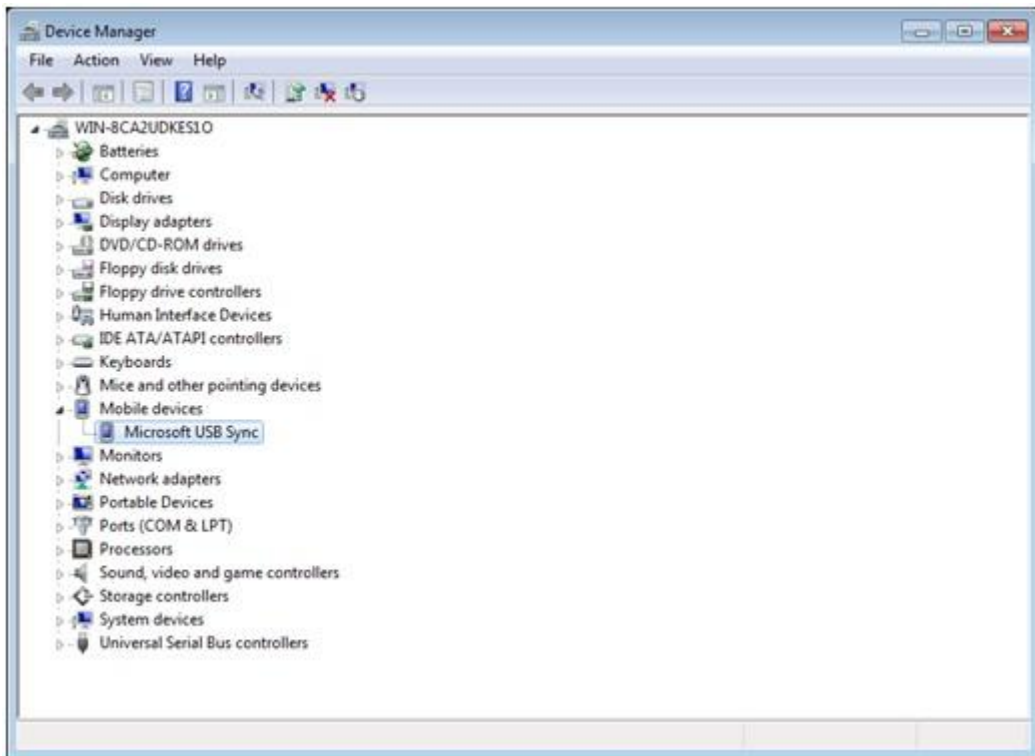 Device Manager
File Action View Help
WIN-8CA2UDKES1O
Batteries
Computer
Disk drives
Display adapters
DVD/CD-ROM drives
Floppy disk drives
Floppy drive controllers
Human Interface Devices
IDE ATA/ATAPI controllers
Keyboards
Mice and other pointing devices
Mobile devices
Microsoft USB Sync
Monitors
Network adapters
Portable Devices
Ports (COM & LPT)
Processors
Sound, video and game controllers
Storage controllers
System devices
Universal Serial Bus controllers